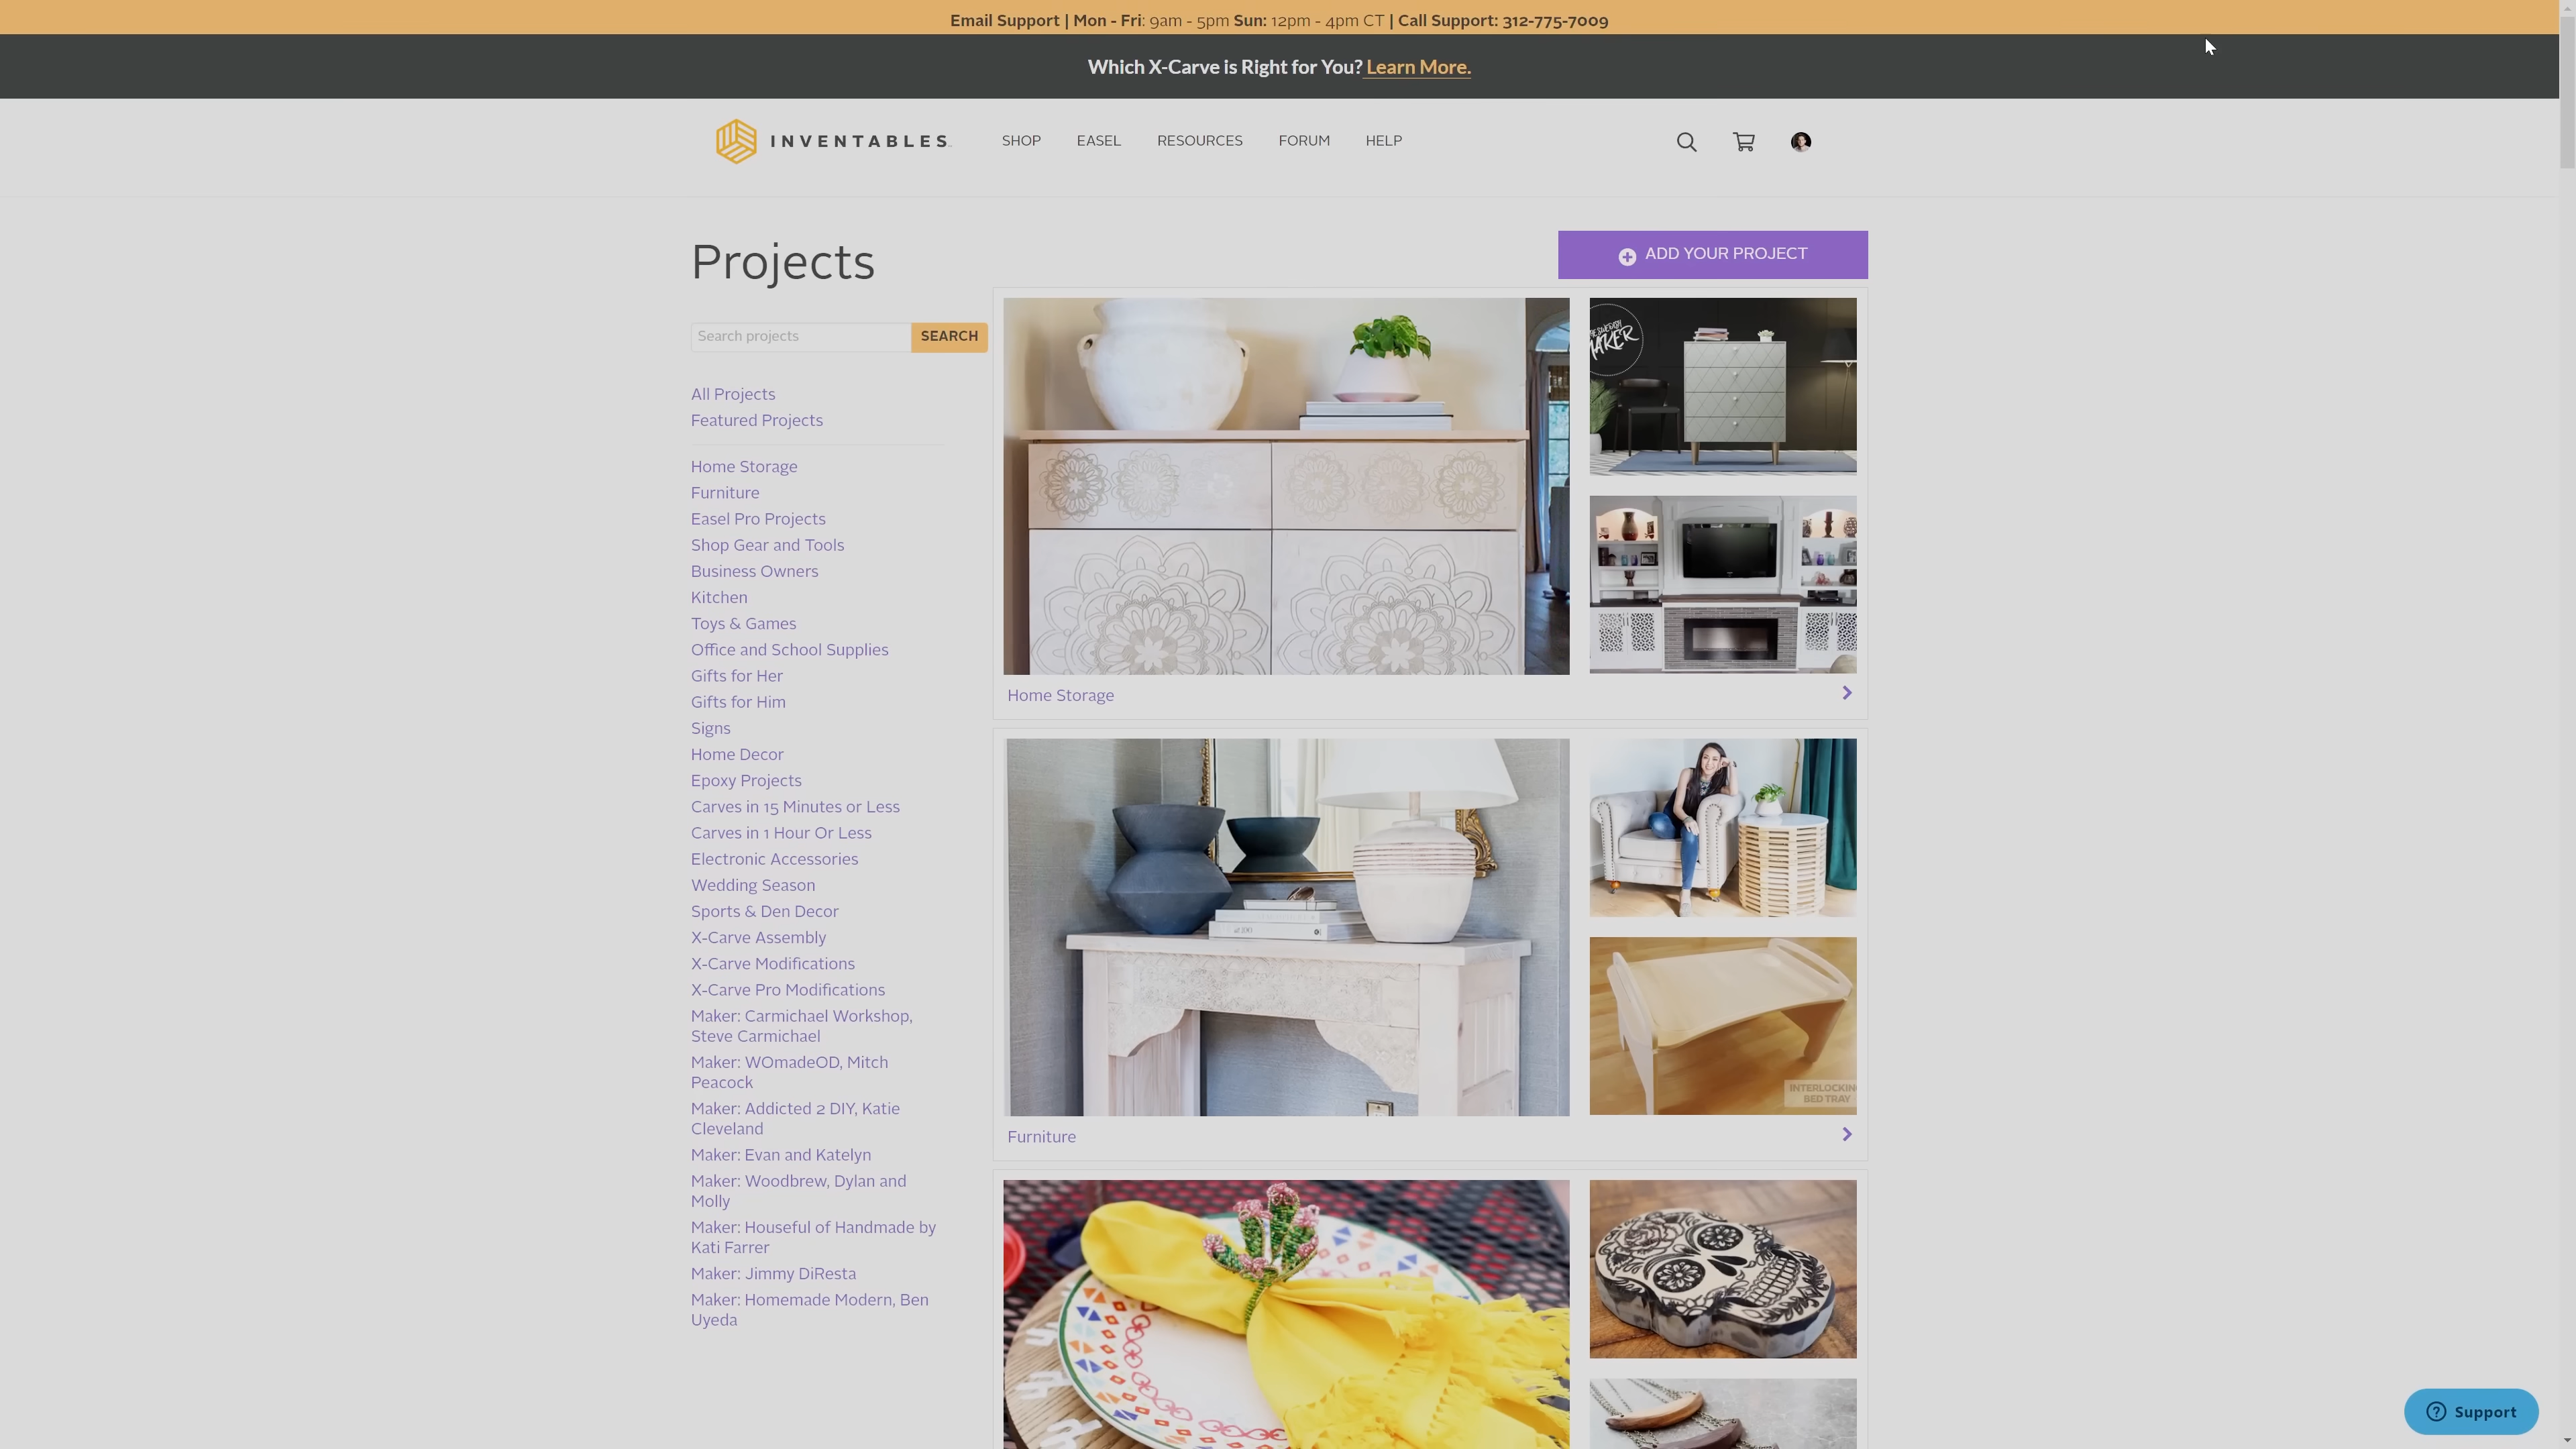 Email Support | Mon - Fri: 9am - 5pm Sun: 12pm - 4pm CT | Call Support: 312-775-7009
Which X-Carve is Right for You? Learn More.
INVENTABLES
SHOP
EASEL
RESOURCES
FORUM
HELP
Projects
ADD YOUR PROJECT
Search projects
SEARCH
All Projects
Featured Projects
Home Storage
Furniture
Easel Pro Projects
Shop Gear and Tools
Business Owners
Kitchen
Toys & Games
Office and School Supplies
Gifts for Her
Gifts for Him
Signs
Home Decor
Epoxy Projects
Carves in 15 Minutes or Less
Carves in 1 Hour Or Less
Electronic Accessories
Wedding Season
Sports & Den Decor
X-Carve Assembly
X-Carve Modifications
X-Carve Pro Modifications
Maker: Carmichael Workshop,
Steve Carmichael
Maker: WOmadeOD, Mitch
Peacock
Maker: Addicted 2 DIY, Katie
Cleveland
Maker: Evan and Katelyn
Maker: Woodbrew, Dylan and
Molly
Maker: Houseful of Handmade by
Kati Farrer
Maker: Jimmy DiResta
Maker: Homemade Modern, Ben
Uyeda
Home Storage
Furniture
INTERLOCKING
BED TRAY
Support